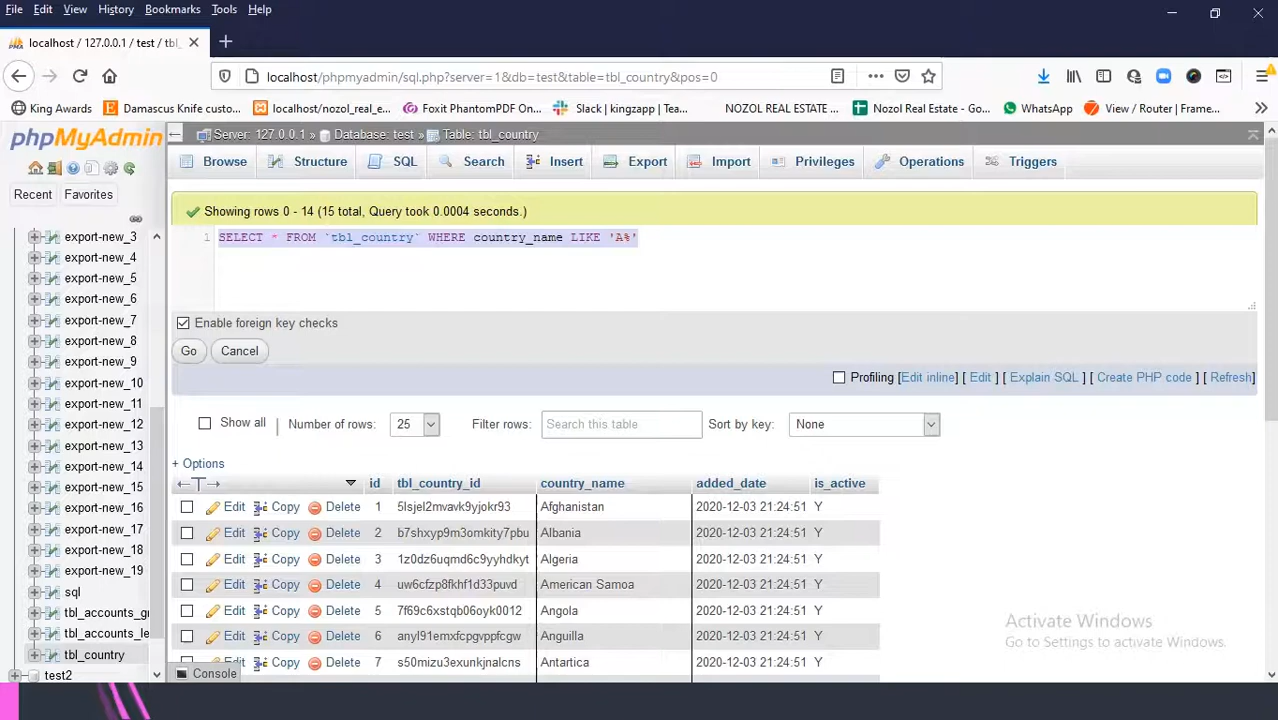 File Edit View History Bookmarks Tools Help
localhost / 127.0.0.1 / test / tbl_
localhost/phpmyadmin/sql.php?server=1&db=test&table=tbl_country&pos=0
King Awards Damascus Knife custo... localhost/nozol_real_e... Foxit PhantomPDF On... Slack | kingzapp | Tea... NOZOL REAL ESTATE ... Nozol Real Estate - Go... WhatsApp View / Router | Frame...
phpMyAdmin
Recent Favorites
export-new_3
export-new_4
export-new_5
export-new_6
export-new_7
export-new_8
export-new_9
export-new_10
export-new_11
export-new_12
export-new_13
export-new_14
export-new_15
export-new_16
export-new_17
export-new_18
export-new_19
sql
tbl_accounts_gr
tbl_accounts_le
tbl_country
test2
Server: 127.0.0.1 » Database: test » Table: tbl_country
Browse Structure SQL Search Insert Export Import Privileges Operations Triggers
Showing rows 0 - 14 (15 total, Query took 0.0004 seconds.)
1 SELECT * FROM `tbl_country` WHERE country_name LIKE 'A%'
Enable foreign key checks
Go Cancel
Profiling [Edit inline] [ Edit ] [ Explain SQL ] [ Create PHP code ] [ Refresh]
Show all Number of rows: 25 Filter rows: Search this table Sort by key: None
+ Options
←T→ id tbl_country_id country_name added_date is_active
Edit Copy Delete 1 5lsjel2mvavk9yjokr93 Afghanistan 2020-12-03 21:24:51 Y
Edit Copy Delete 2 b7shxyp9m3omkity7pbu Albania 2020-12-03 21:24:51 Y
Edit Copy Delete 3 1z0dz6uqmd6c9yyhdkyt Algeria 2020-12-03 21:24:51 Y
Edit Copy Delete 4 uw6cfzp8fkhf1d33puvd American Samoa 2020-12-03 21:24:51 Y
Edit Copy Delete 5 7f69c6xstqb06oyk0012 Angola 2020-12-03 21:24:51 Y
Edit Copy Delete 6 anyl91emxfcpgvppfcgw Anguilla 2020-12-03 21:24:51 Y
Edit Copy Delete 7 s50mizu3exunkjnalcns Antartica 2020-12-03 21:24:51 Y
Console
Activate Windows
Go to Settings to activate Windows.